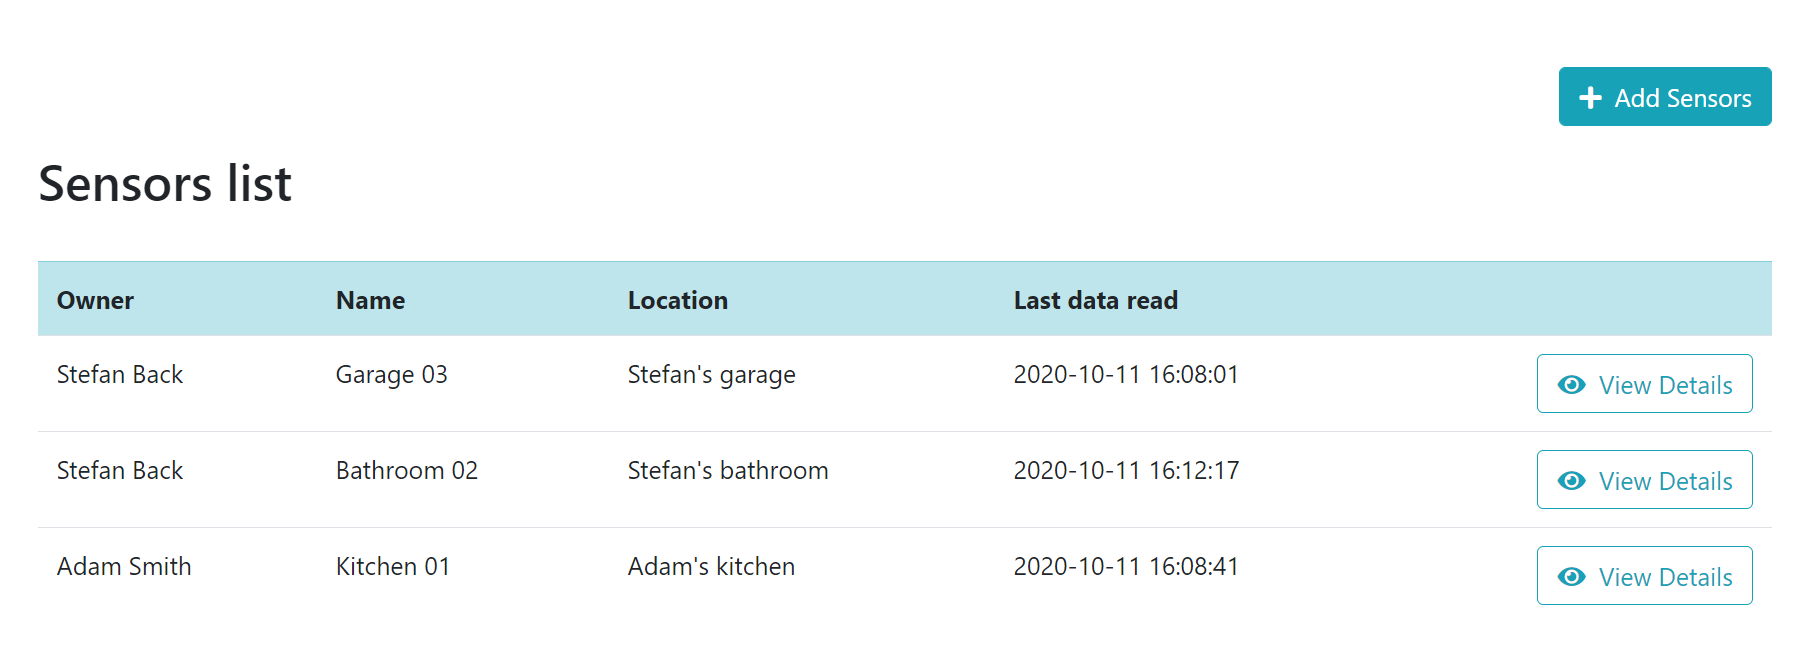 Add Sensors
Sensors list
Owner Name Location Last data read
Stefan Back Garage 03 Stefan's garage 2020-10-11 16:08:01 View Details
Stefan Back Bathroom 02 Stefan's bathroom 2020-10-11 16:12:17 View Details
Adam Smith Kitchen 01 Adam's kitchen 2020-10-11 16:08:41 View Details